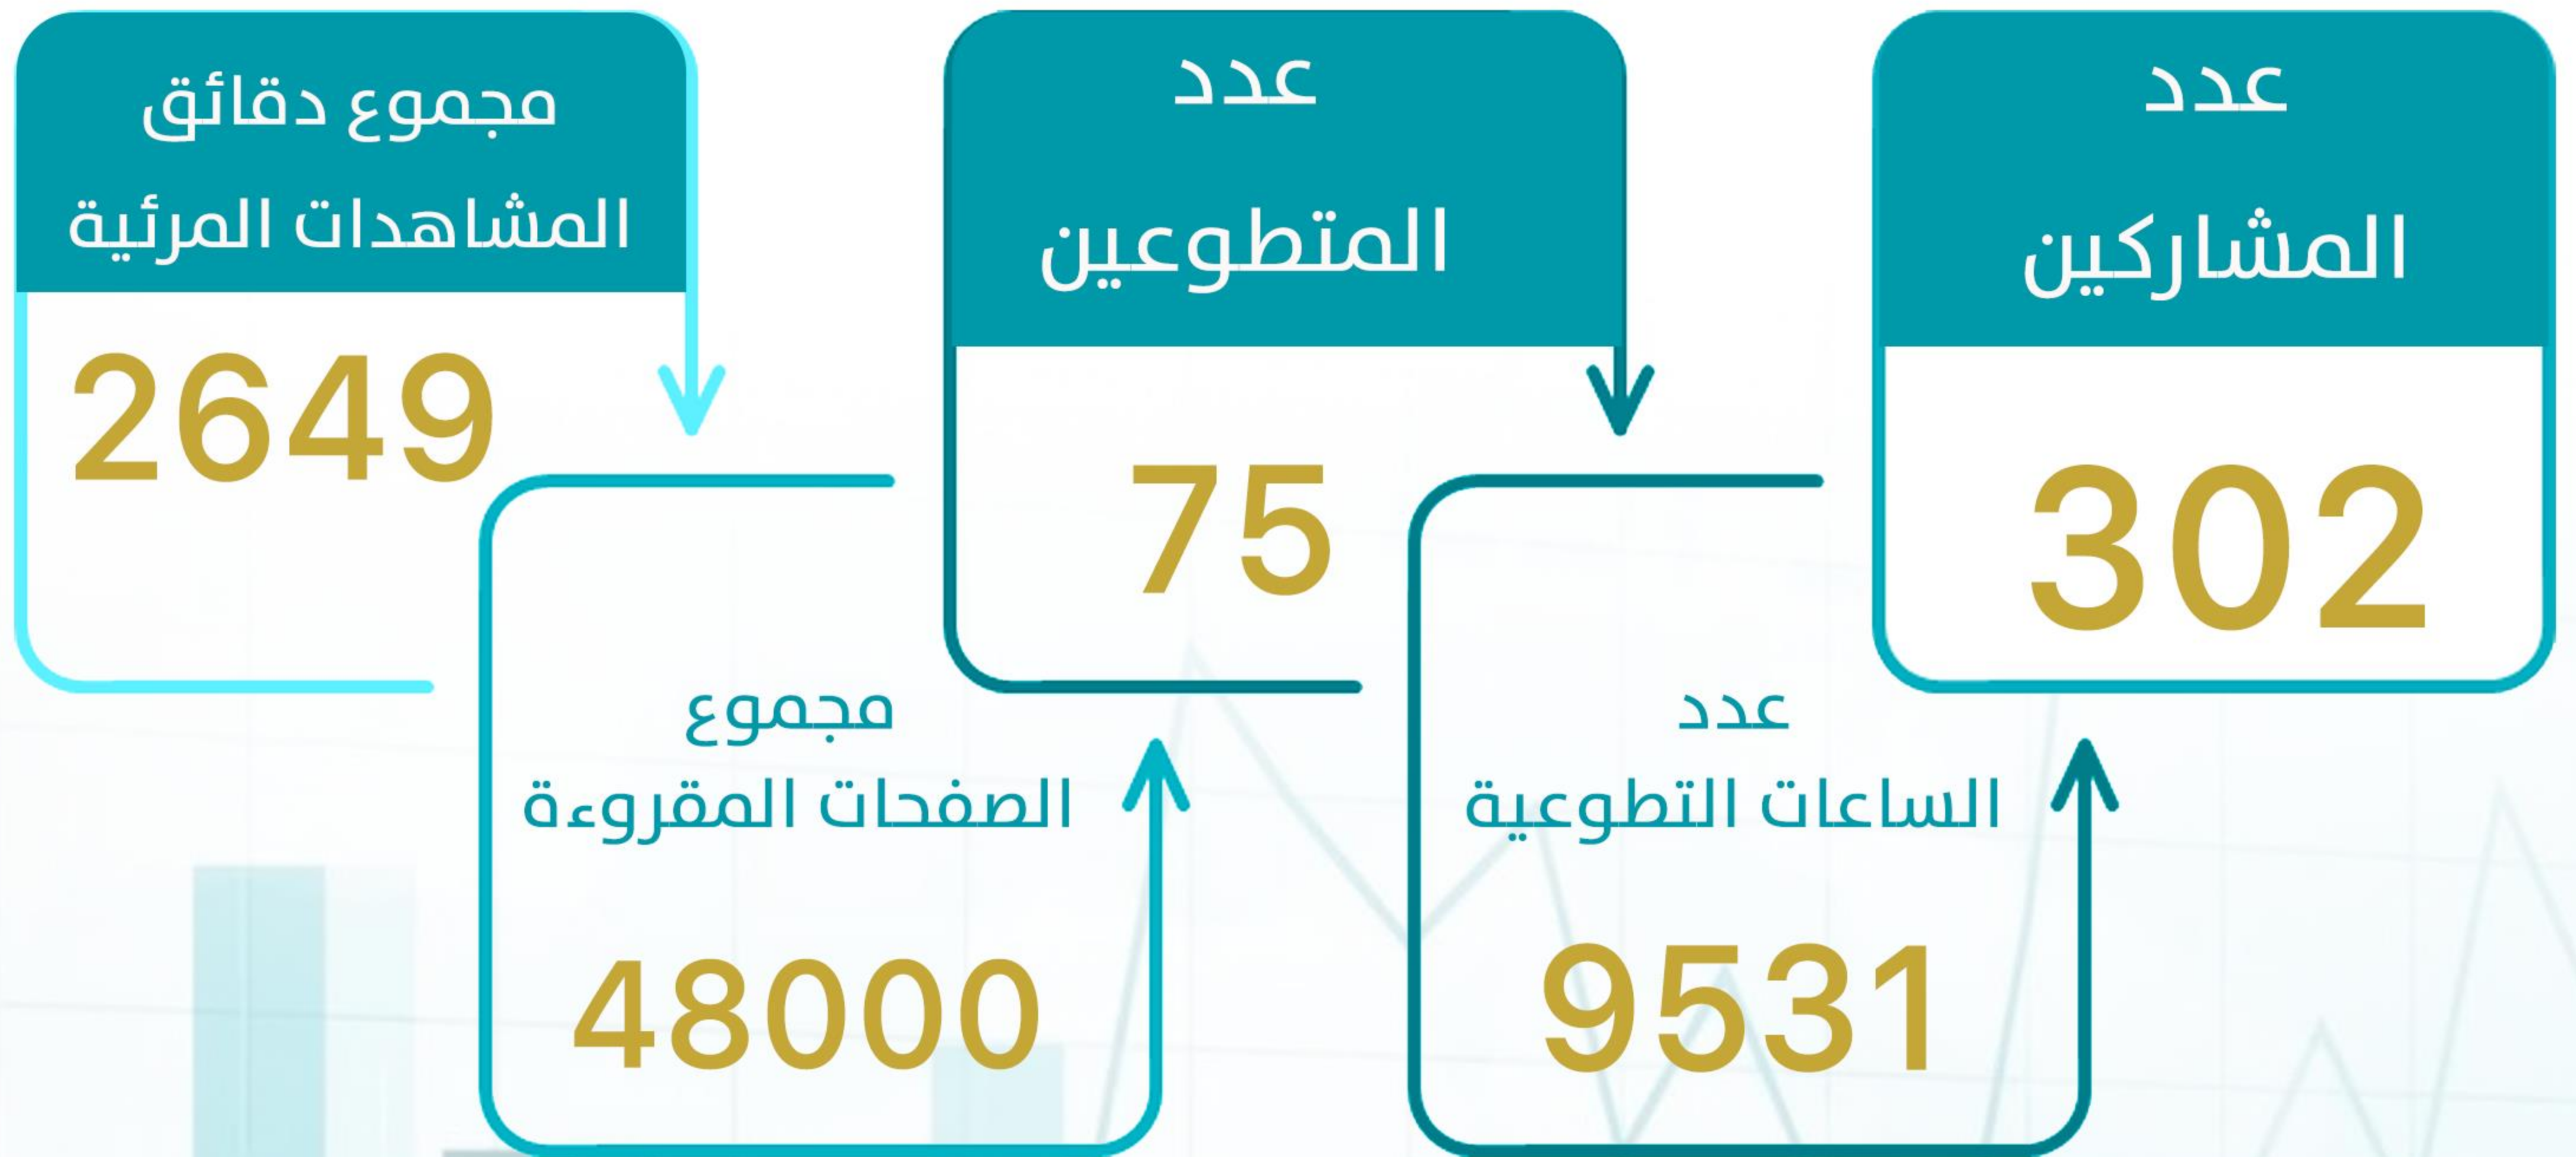 عدد
المشاركين
302
عدد
الساعات التطوعية
9531
عدد
المتطوعين
75
مجموع
الصفحات المقروءة
48000
مجموع دقائق
المشاهدات المرئية
2649